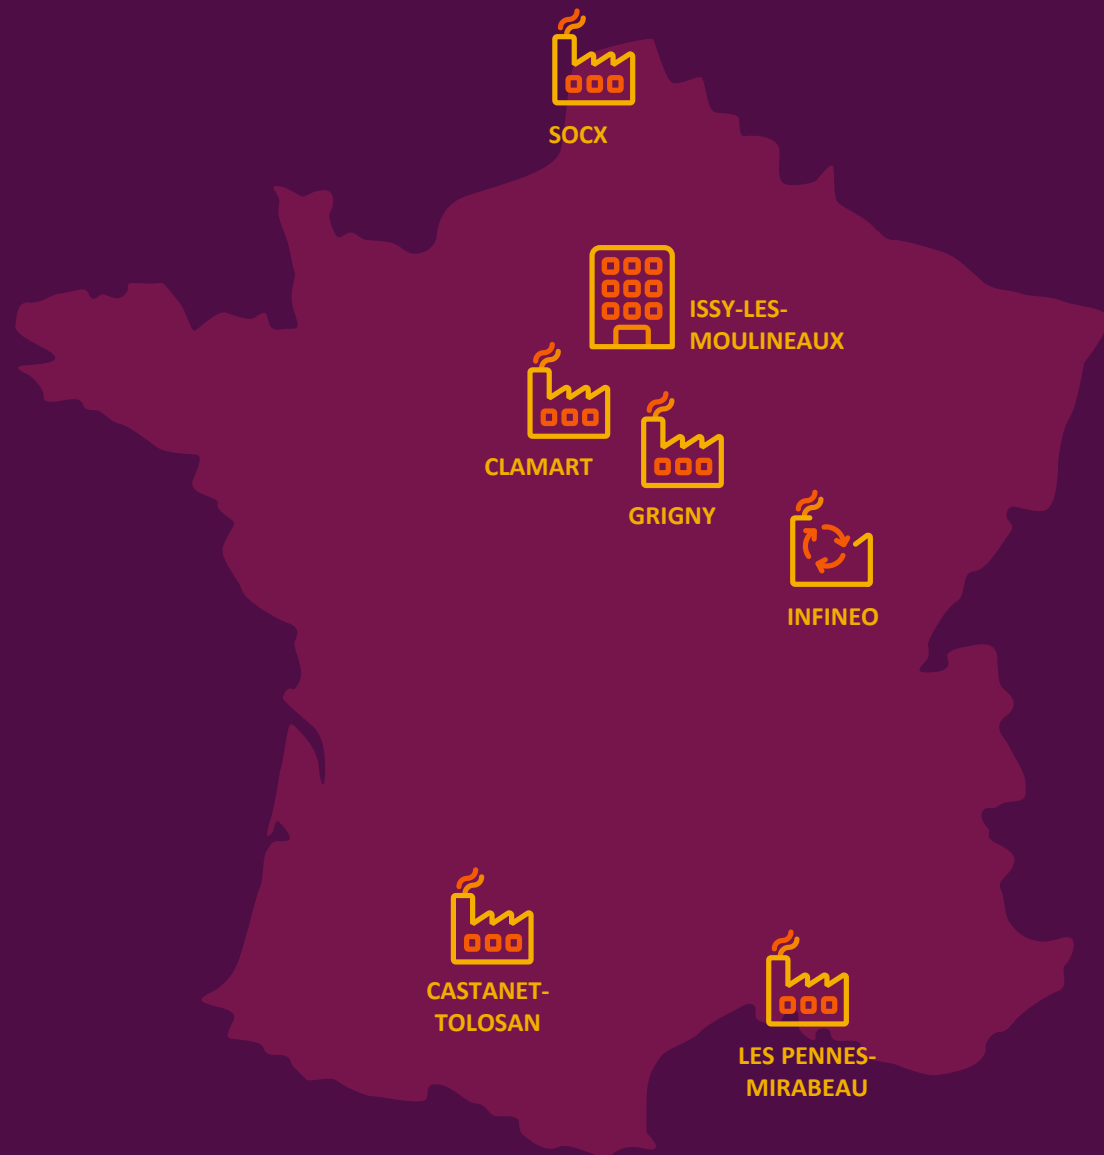 SOCX
ISSY-LES-
MOULINEAUX
CLAMART
GRIGNY
INFINEO
CASTANET-
TOLOSAN
LES PENNES-
MIRABEAU